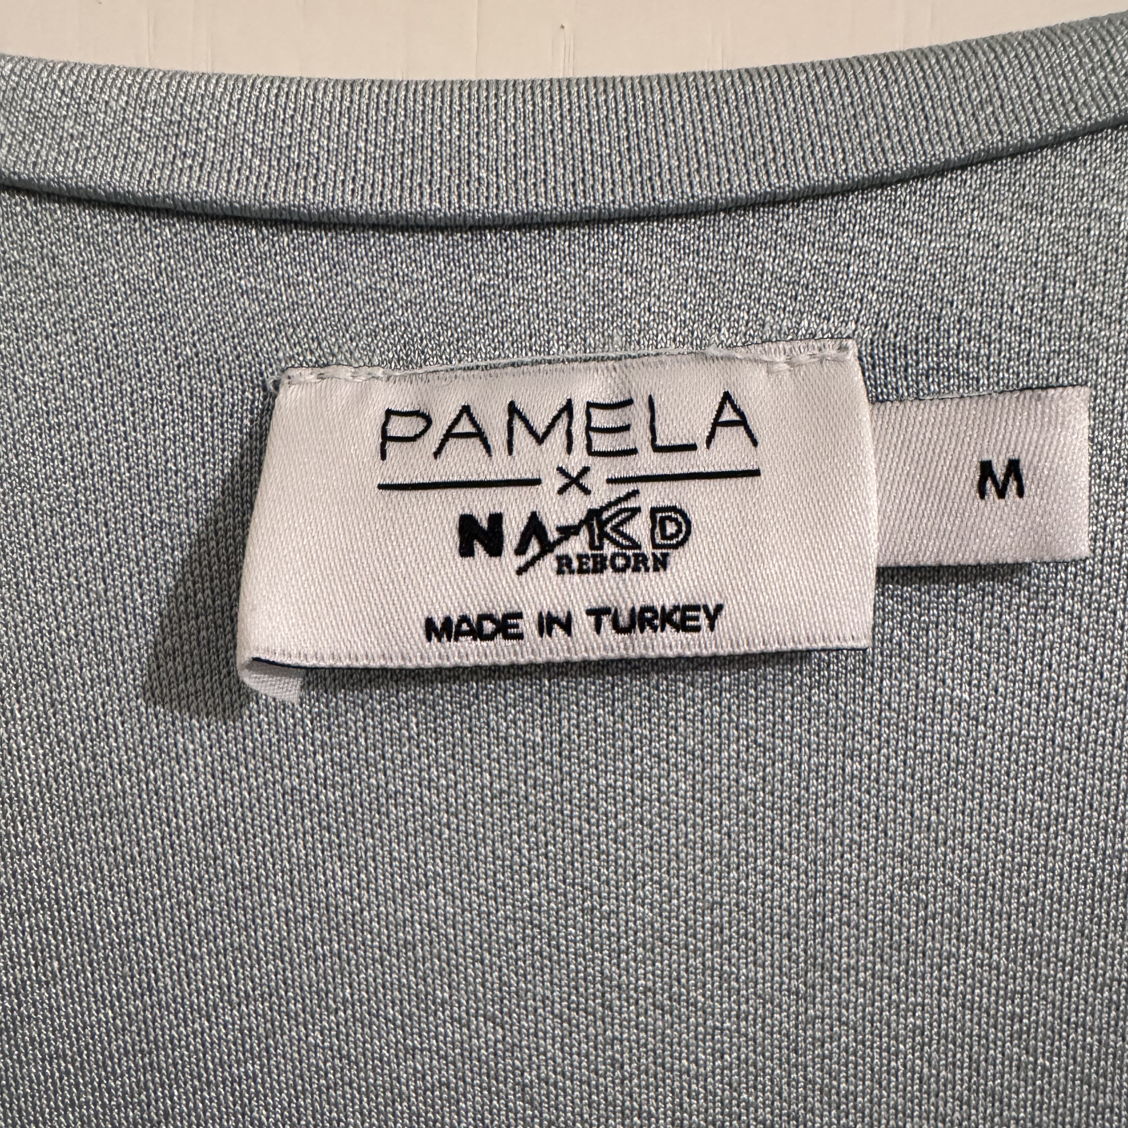 PAMELA
×
NA-KD
REBORN
MADE IN TURKEY
M